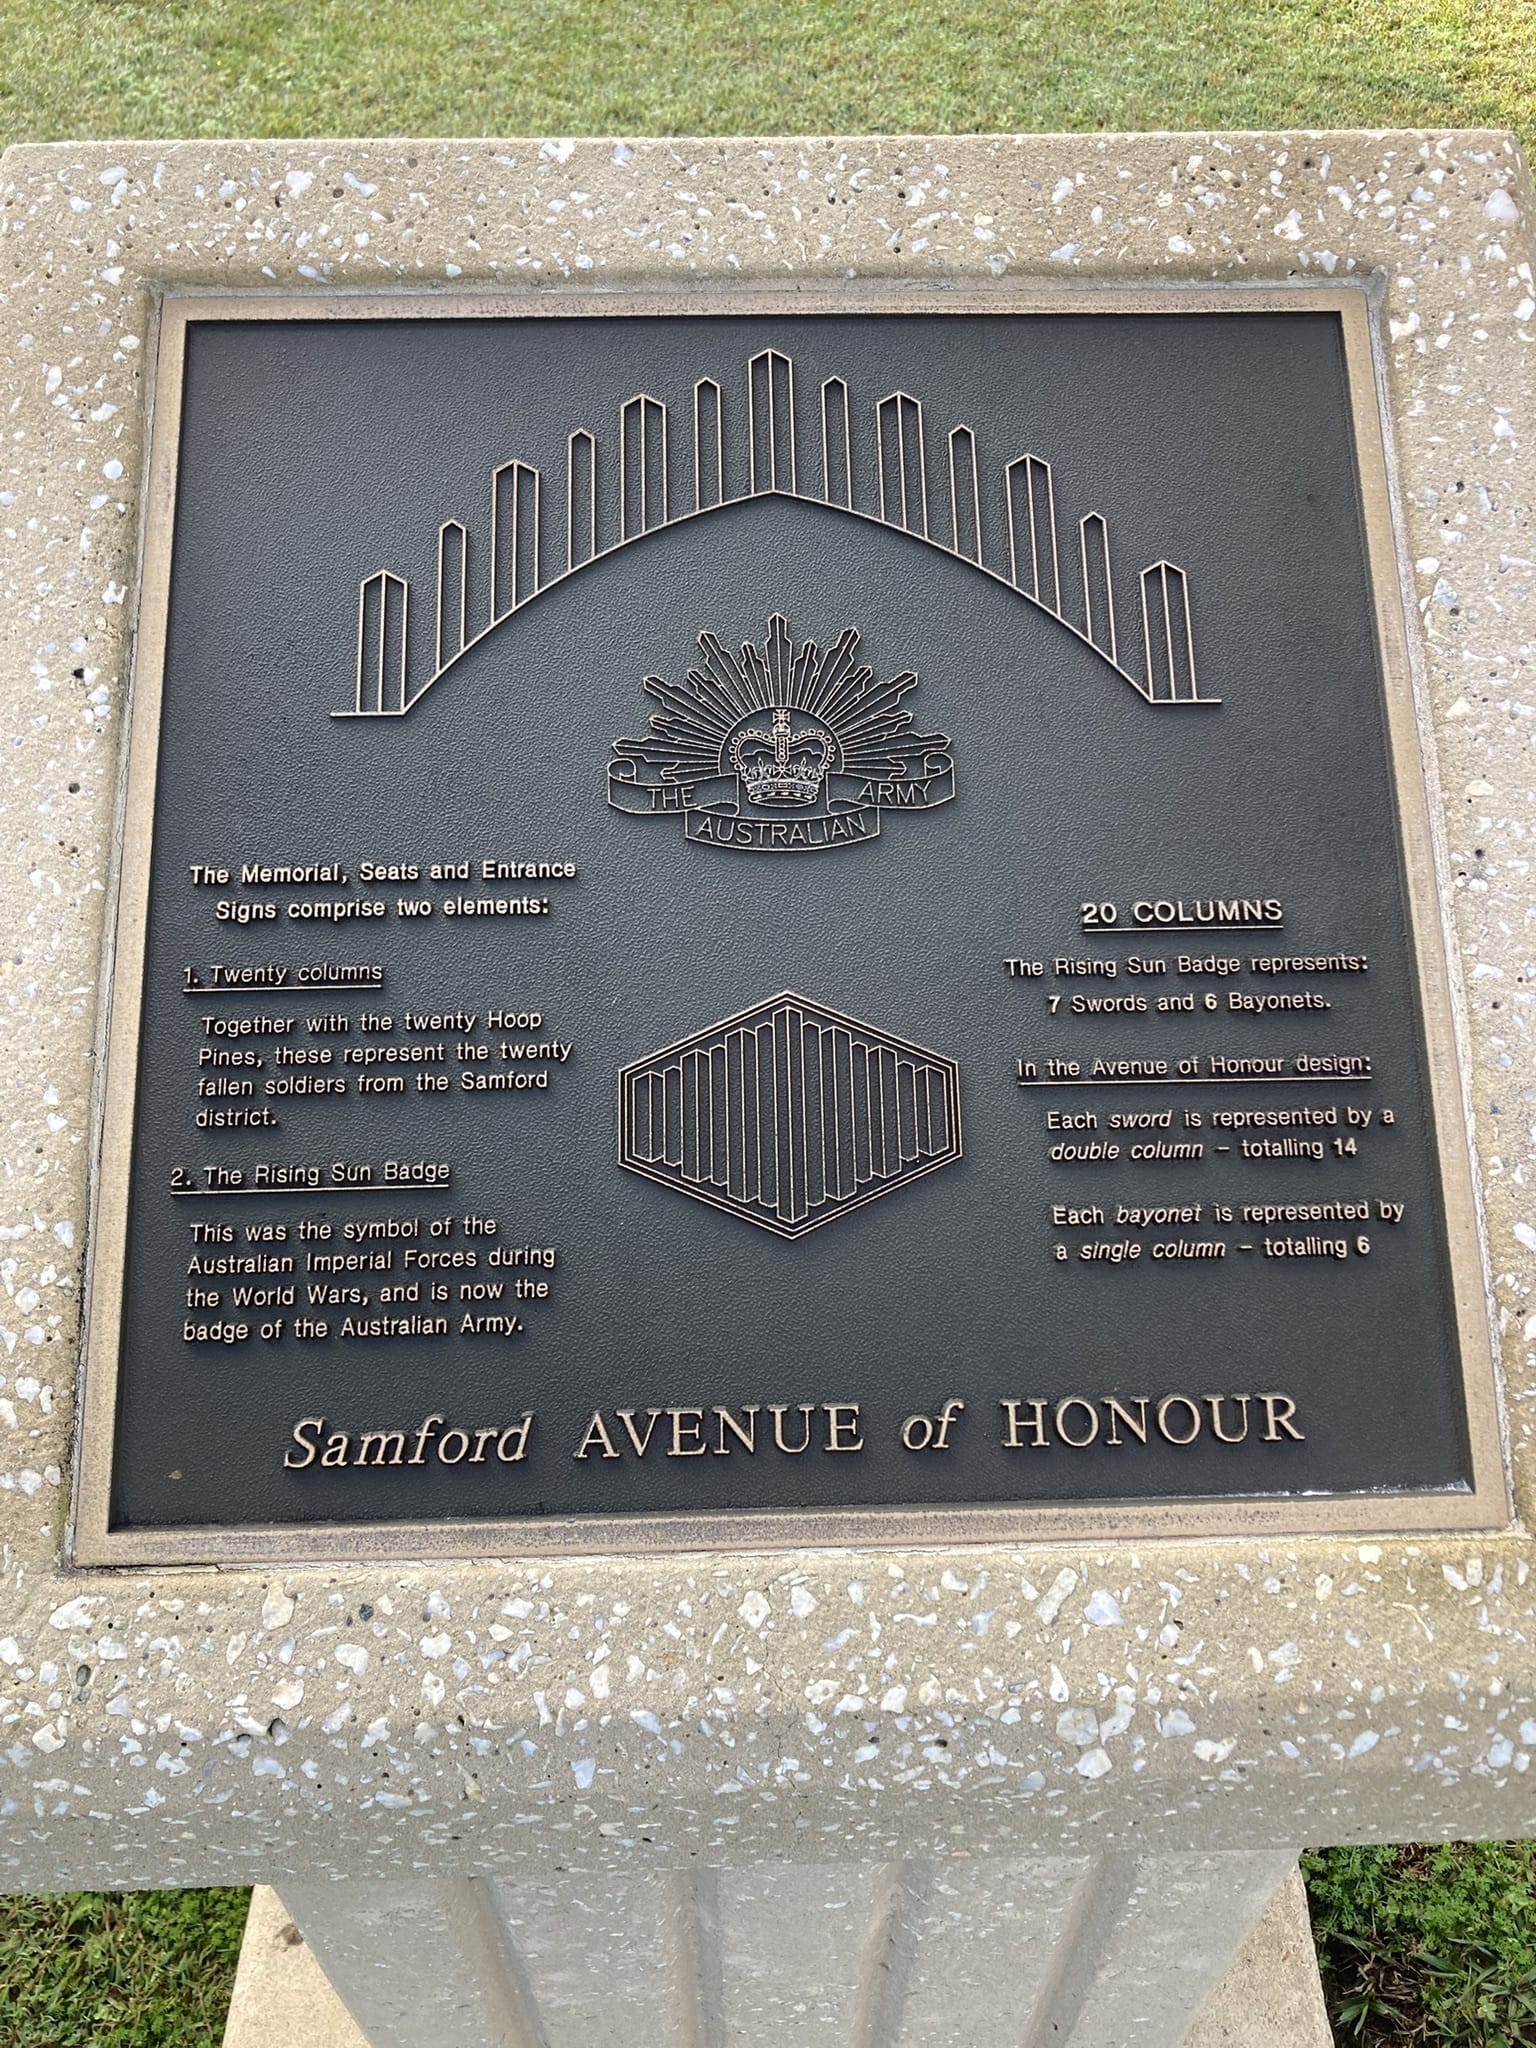 THE ARMY
AUSTRALIAN
The Memorial, Seats and Entrance
Signs comprise two elements:
1. Twenty columns
Together with the twenty Hoop
Pines, these represent the twenty
fallen soldiers from the Samford
district.
2. The Rising Sun Badge
This was the symbol of the
Australian Imperial Forces during
the World Wars, and is now the
badge of the Australian Army.
20 COLUMNS
The Rising Sun Badge represents:
7 Swords and 6 Bayonets.
In the Avenue of Honour design:
Each sword is represented by a
double column – totalling 14
Each bayonet is represented by
a single column – totalling 6
Samford AVENUE of HONOUR